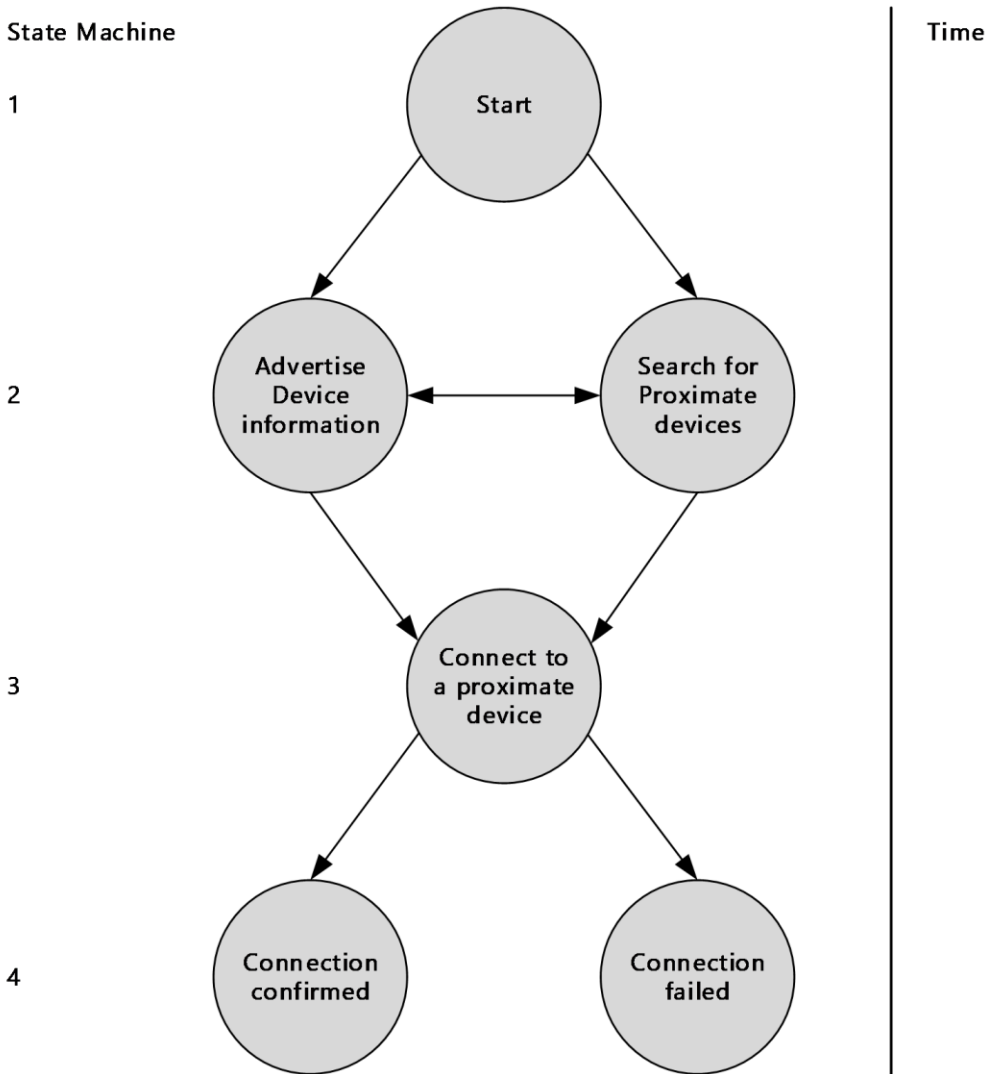 State Machine
Time
1
Start
2
Advertise
Device
information
Search for
Proximate
devices
3
Connect to
a proximate
device
4
Connection
confirmed
Connection
failed